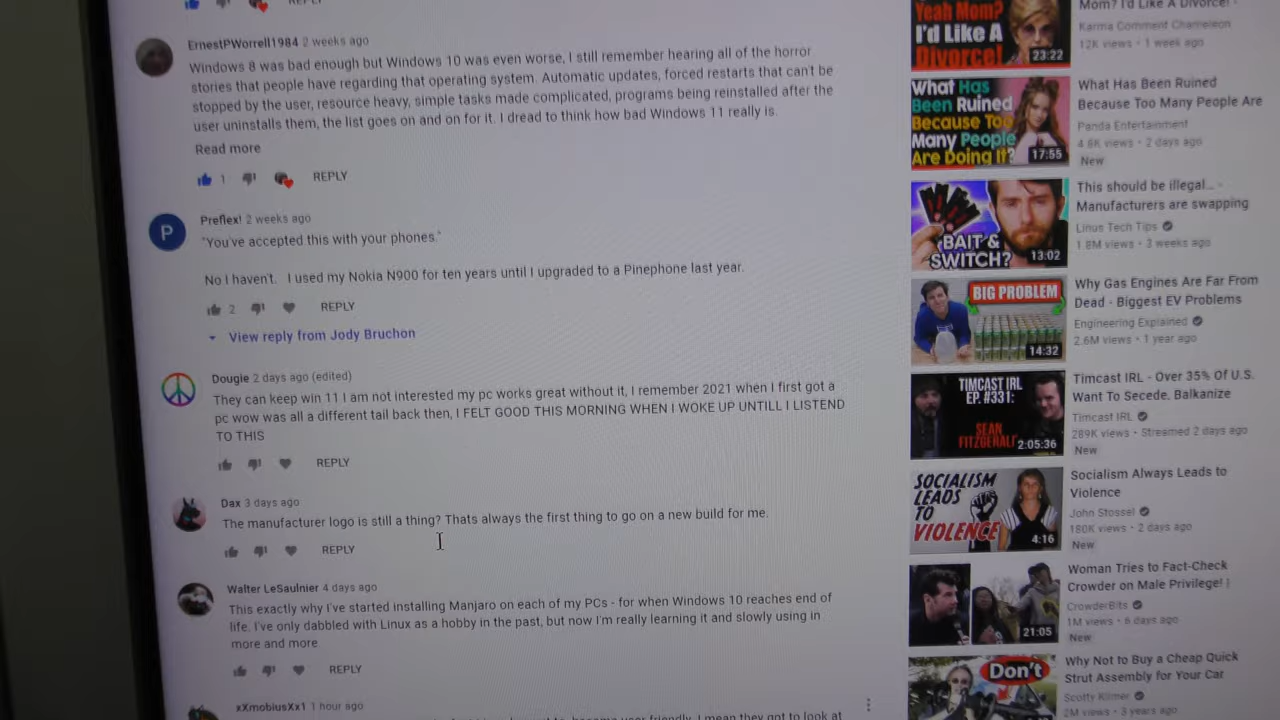 REPLY
ErnestPWorrell1984 2 weeks ago
Windows 8 was bad enough but Windows 10 was even worse, I still remember hearing all of the horror
stories that people have regarding that operating system. Automatic updates, forced restarts that can't be
stopped by the user, resource heavy, simple tasks made complicated, programs being reinstalled after the
user uninstalls them, the list goes on and on for it. I dread to think how bad Windows 11 really is.
Read more
1 REPLY
P
Preflex! 2 weeks ago
"You've accepted this with your phones."
No I haven't. I used my Nokia N900 for ten years until I upgraded to a Pinephone last year.
2 REPLY
View reply from Jody Bruchon
Dougie 2 days ago (edited)
They can keep win 11 I am not interested my pc works great without it, I remember 2021 when I first got a
pc wow was all a different tail back then, I FELT GOOD THIS MORNING WHEN I WOKE UP UNTILL I LISTEND
TO THIS
REPLY
Dax 3 days ago
The manufacturer logo is still a thing? Thats always the first thing to go on a new build for me.
REPLY
Walter LeSaulnier 4 days ago
This exactly why I've started installing Manjaro on each of my PCs - for when Windows 10 reaches end of
life. I've only dabbled with Linux as a hobby in the past, but now I'm really learning it and slowly using in
more and more
REPLY
xXmobiusXx1 1 hour ago
Yeah Mom?
I'd Like A
Divorce!
23:22
Mom? I'd Like A Divorce! -
Karma Comment Chameleon
12K views • 1 week ago
What Has
Been Ruined
Because Too
Many People
Are Doing It?
17:55
What Has Been Ruined
Because Too Many People Are
Panda Entertainment
4.8K views • 2 days ago
New
BAIT &
SWITCH?
13:02
This should be illegal... -
Manufacturers are swapping
Linus Tech Tips
1.8M views • 3 weeks ago
BIG PROBLEM
14:32
Why Gas Engines Are Far From
Dead - Biggest EV Problems
Engineering Explained
2.6M views • 1 year ago
TIMCAST IRL
EP. #331:
SEAN
FITZGERALD
2:05:36
Timcast IRL - Over 35% Of U.S.
Want To Secede, Balkanize
Timcast IRL
289K views • Streamed 2 days ago
New
SOCIALISM
LEADS
TO
VIOLENCE
4:16
Socialism Always Leads to
Violence
John Stossel
180K views • 2 days ago
New
21:05
Woman Tries to Fact-Check
Crowder on Male Privilege! |
CrowderBits
1M views • 6 days ago
New
Don't
Why Not to Buy a Cheap Quick
Strut Assembly for Your Car
Scotty Kilmer
2M views • 3 years ago